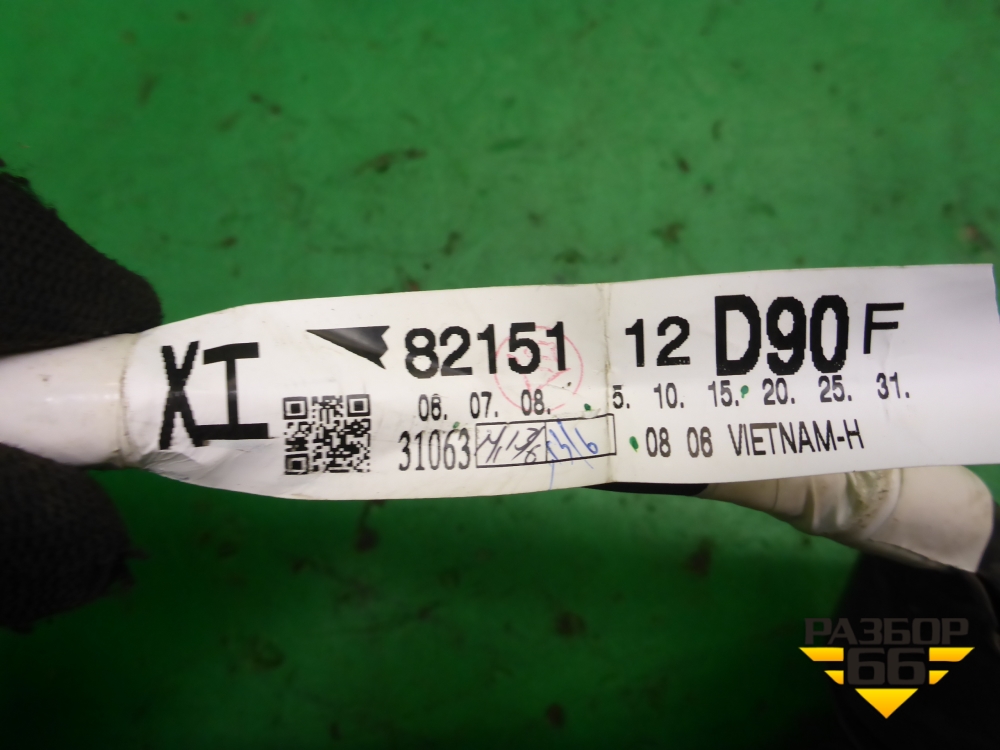 XI
82151 12 D90 F
06. 07. 08. 5. 10. 15. 20. 25. 31.
31063 08 06 VIETNAM-H
РАЗБОР
66